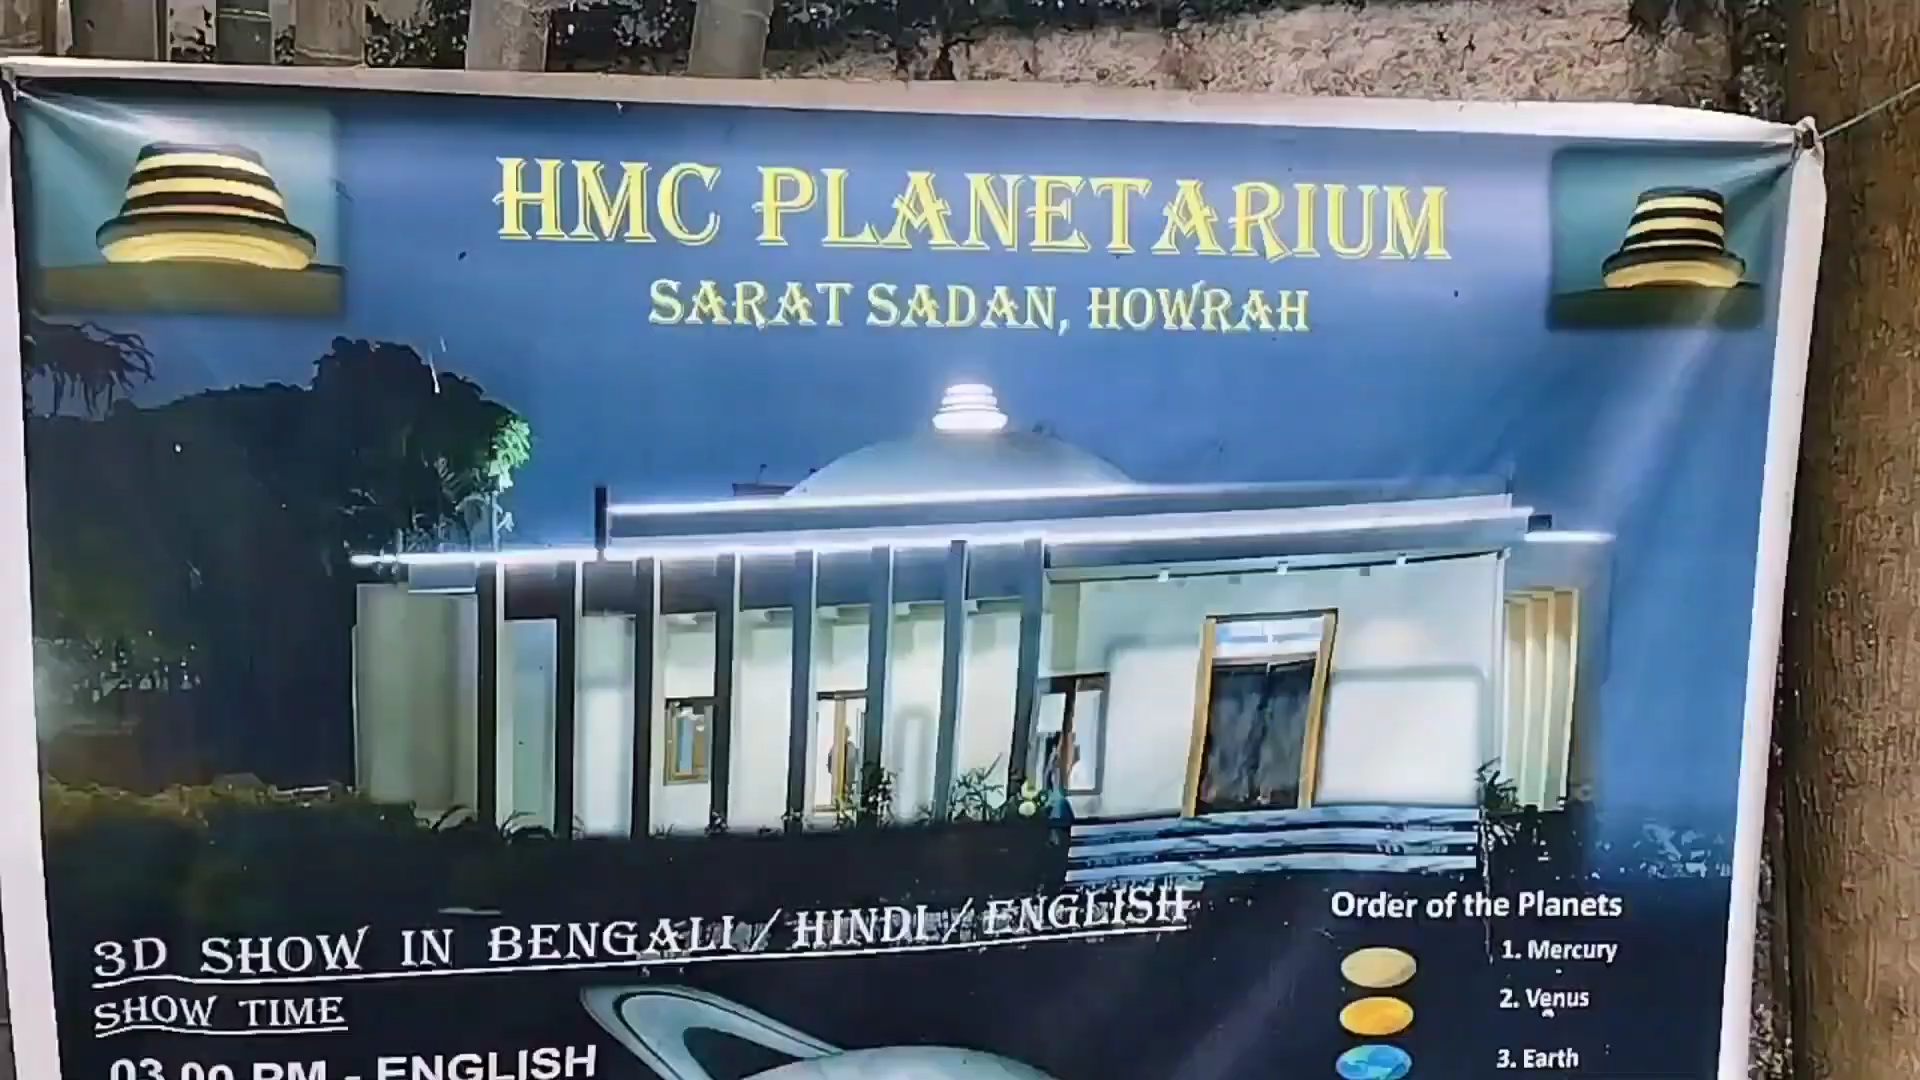 HMC PLANETARIUM
SARAT SADAN, HOWRAH
3D SHOW IN BENGALI / HINDI / ENGLISH
SHOW TIME
03.00 PM - ENGLISH
Order of the Planets
1. Mercury
2. Venus
3. Earth